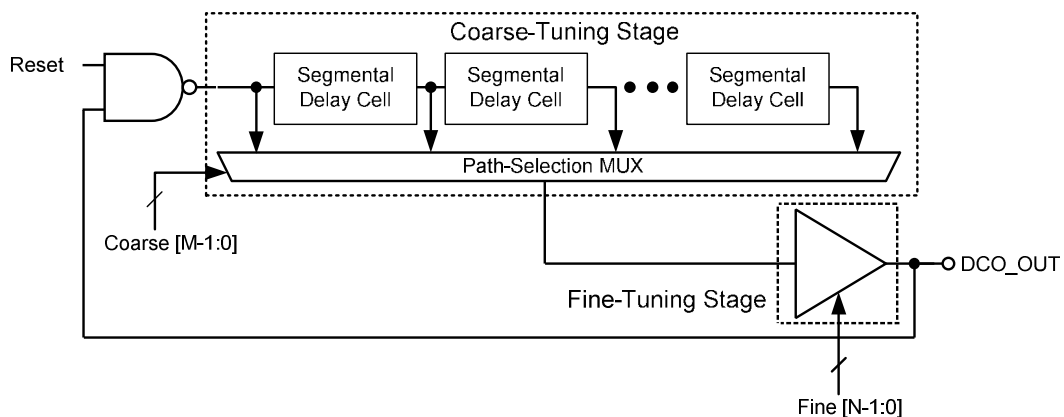 Coarse-Tuning Stage
Reset
Segmental
Delay Cell
Segmental
Delay Cell
Segmental
Delay Cell
Path-Selection MUX
Coarse [M-1:0]
DCO_OUT
Fine-Tuning Stage
Fine [N-1:0]